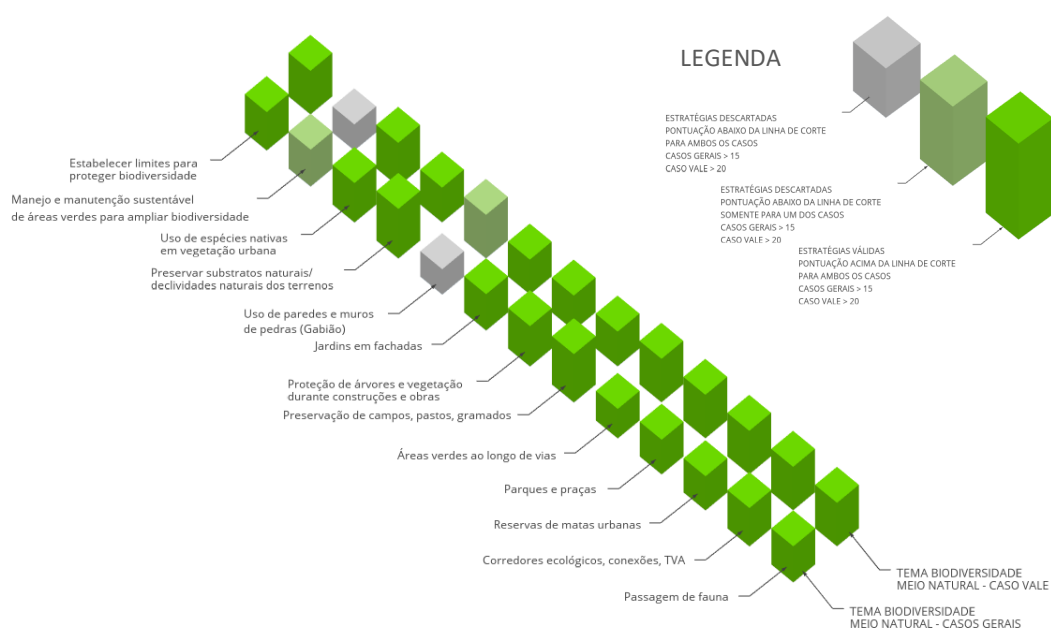 LEGENDA
ESTRATÉGIAS DESCARTADAS
PONTUAÇÃO ABAIXO DA LINHA DE CORTE
PARA AMBOS OS CASOS
CASOS GERAIS > 15
CASO VALE > 20
ESTRATÉGIAS DESCARTADAS
PONTUAÇÃO ABAIXO DA LINHA DE CORTE
SOMENTE PARA UM DOS CASOS
CASOS GERAIS > 15
CASO VALE > 20
ESTRATÉGIAS VÁLIDAS
PONTUAÇÃO ACIMA DA LINHA DE CORTE
PARA AMBOS OS CASOS
CASOS GERAIS > 15
CASO VALE > 20
Estabelecer limites para
proteger biodiversidade
Manejo e manutenção sustentável
de áreas verdes para ampliar biodiversidade
Uso de espécies nativas
em vegetação urbana
Preservar substratos naturais/
declividades naturais dos terrenos
Uso de paredes e muros
de pedras (Gabião)
Jardins em fachadas
Proteção de árvores e vegetação
durante construções e obras
Preservação de campos, pastos, gramados
Áreas verdes ao longo de vias
Parques e praças
Reservas de matas urbanas
Corredores ecológicos, conexões, TVA
Passagem de fauna
TEMA BIODIVERSIDADE
MEIO NATURAL - CASO VALE
TEMA BIODIVERSIDADE
MEIO NATURAL - CASOS GERAIS